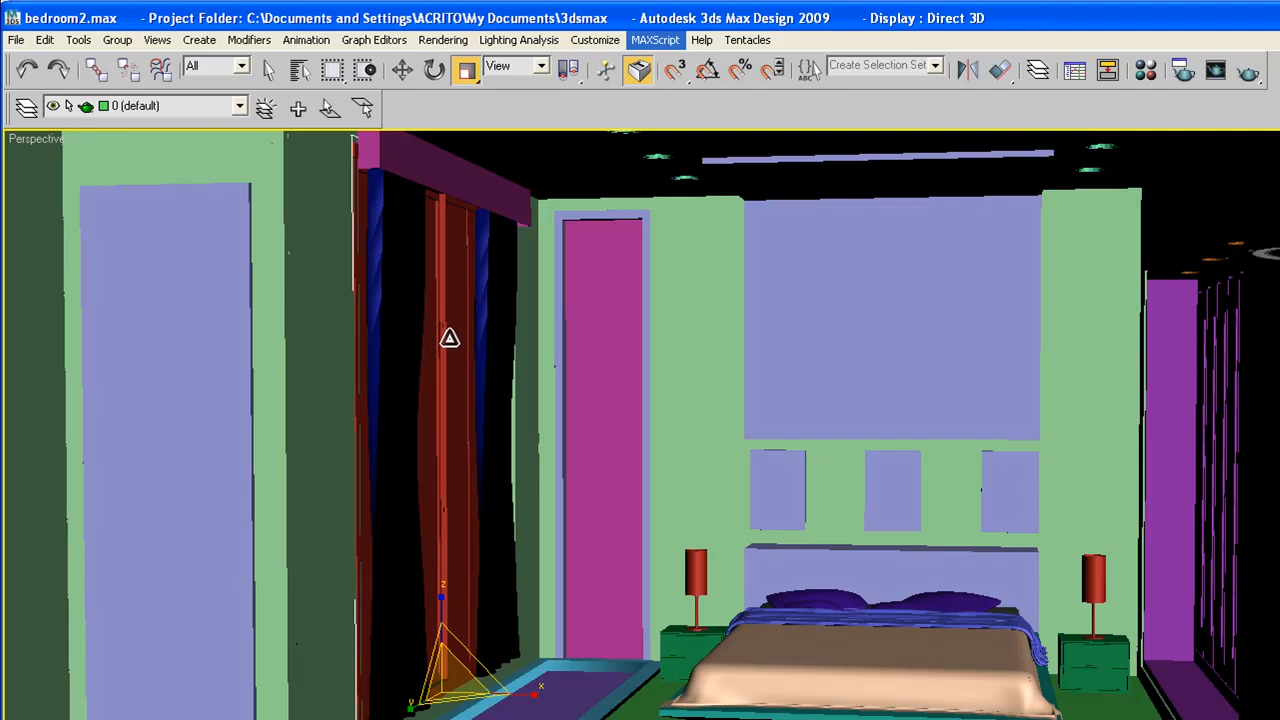 bedroom2.max - Project Folder: C:\Documents and Settings\ACRITO\My Documents\3dsmax - Autodesk 3ds Max Design 2009 - Display : Direct 3D
File Edit Tools Group Views Create Modifiers Animation Graph Editors Rendering Lighting Analysis Customize MAXScript Help Tentacles
All View 3 % ABC Create Selection Set
0 (default)
Perspective
z
x
y